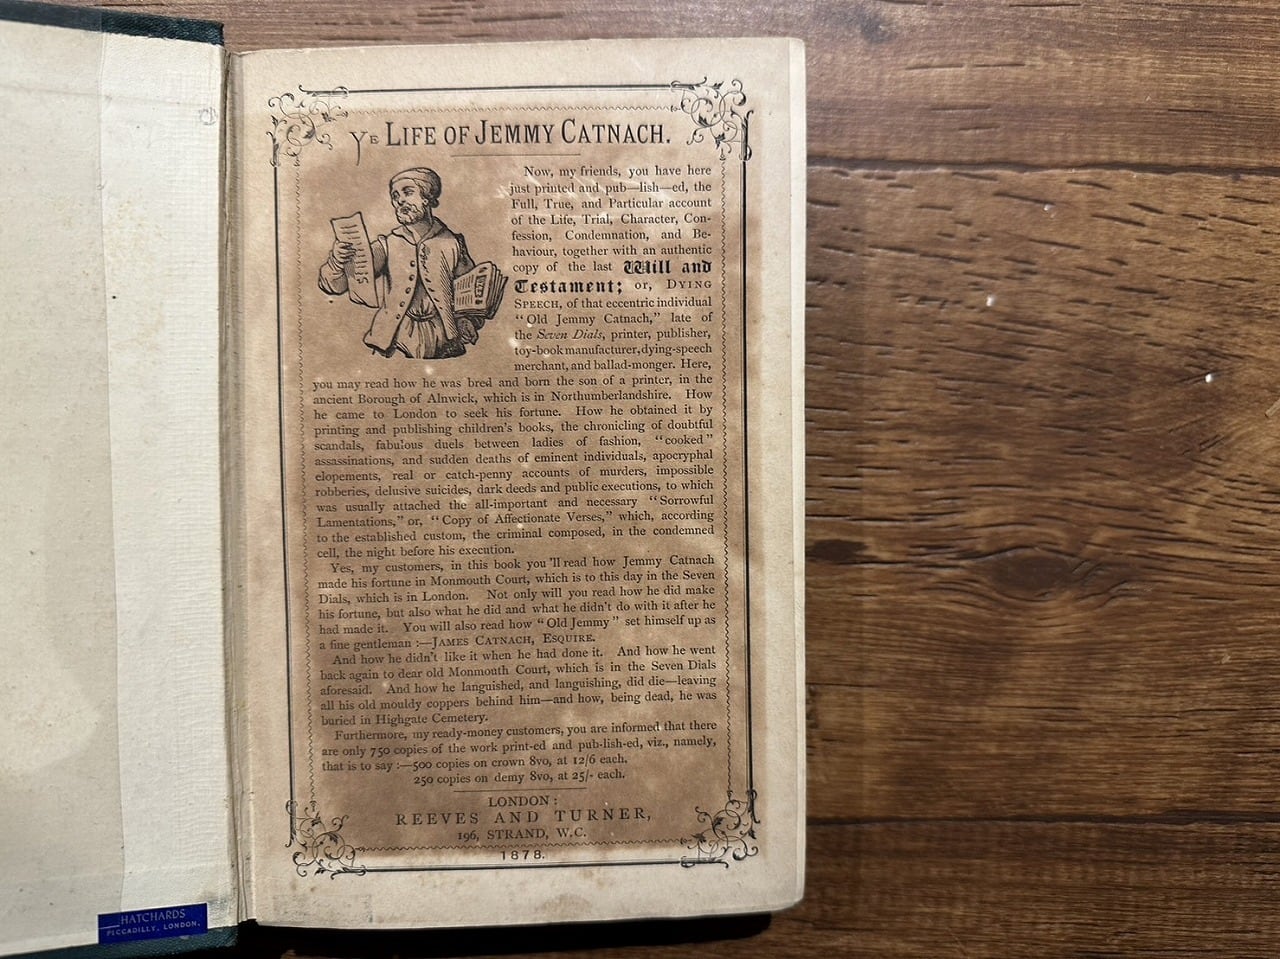 Ye LIFE OF JEMMY CATNACH.
Now, my friends, you have here
just printed and pub—lish—ed, the
Full, True, and Particular account
of the Life, Trial, Character, Con-
fession, Condemnation, and Be-
haviour, together with an authentic
copy of the last Will and
Testament; or, DYING
SPEECH, of that eccentric individual
"Old Jemmy Catnach," late of
the Seven Dials, printer, publisher,
toy-book manufacturer, dying-speech
merchant, and ballad-monger. Here,
you may read how he was bred and born the son of a printer, in the
ancient Borough of Alnwick, which is in Northumberlandshire. How
he came to London to seek his fortune. How he obtained it by
printing and publishing children's books, the chronicling of doubtful
scandals, fabulous duels between ladies of fashion, "cooked"
assassinations, and sudden deaths of eminent individuals, apocryphal
elopements, real or catch-penny accounts of murders, impossible
robberies, delusive suicides, dark deeds and public executions, to which
was usually attached the all-important and necessary "Sorrowful
Lamentations," or, "Copy of Affectionate Verses," which, according
to the established custom, the criminal composed, in the condemned
cell, the night before his execution.
Yes, my customers, in this book you'll read how Jemmy Catnach
made his fortune in Monmouth Court, which is to this day in the Seven
Dials, which is in London. Not only will you read how he did make
his fortune, but also what he did and what he didn't do with it after he
had made it. You will also read how "Old Jemmy" set himself up as
a fine gentleman :—JAMES CATNACH, ESQUIRE.
And how he didn't like it when he had done it. And how he went
back again to dear old Monmouth Court, which is in the Seven Dials
aforesaid. And how he languished, and languishing, did die—leaving
all his old mouldy coppers behind him—and how, being dead, he was
buried in Highgate Cemetery.
Furthermore, my ready-money customers, you are informed that there
are only 750 copies of the work print-ed and pub-lish-ed, viz., namely,
that is to say :—500 copies on crown 8vo, at 12/6 each.
250 copies on demy 8vo, at 25/- each.
LONDON:
REEVES AND TURNER,
196, STRAND, W.C.
1878.
HATCHARDS
PICCADILLY, LONDON.